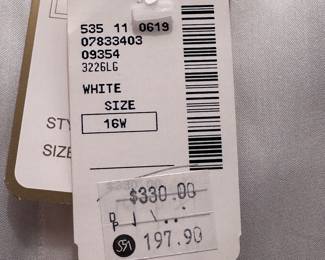 535 11 0619
07833403
09354
3226LG
WHITE
SIZE
16W
STY
SIZE
$330.00
197.90